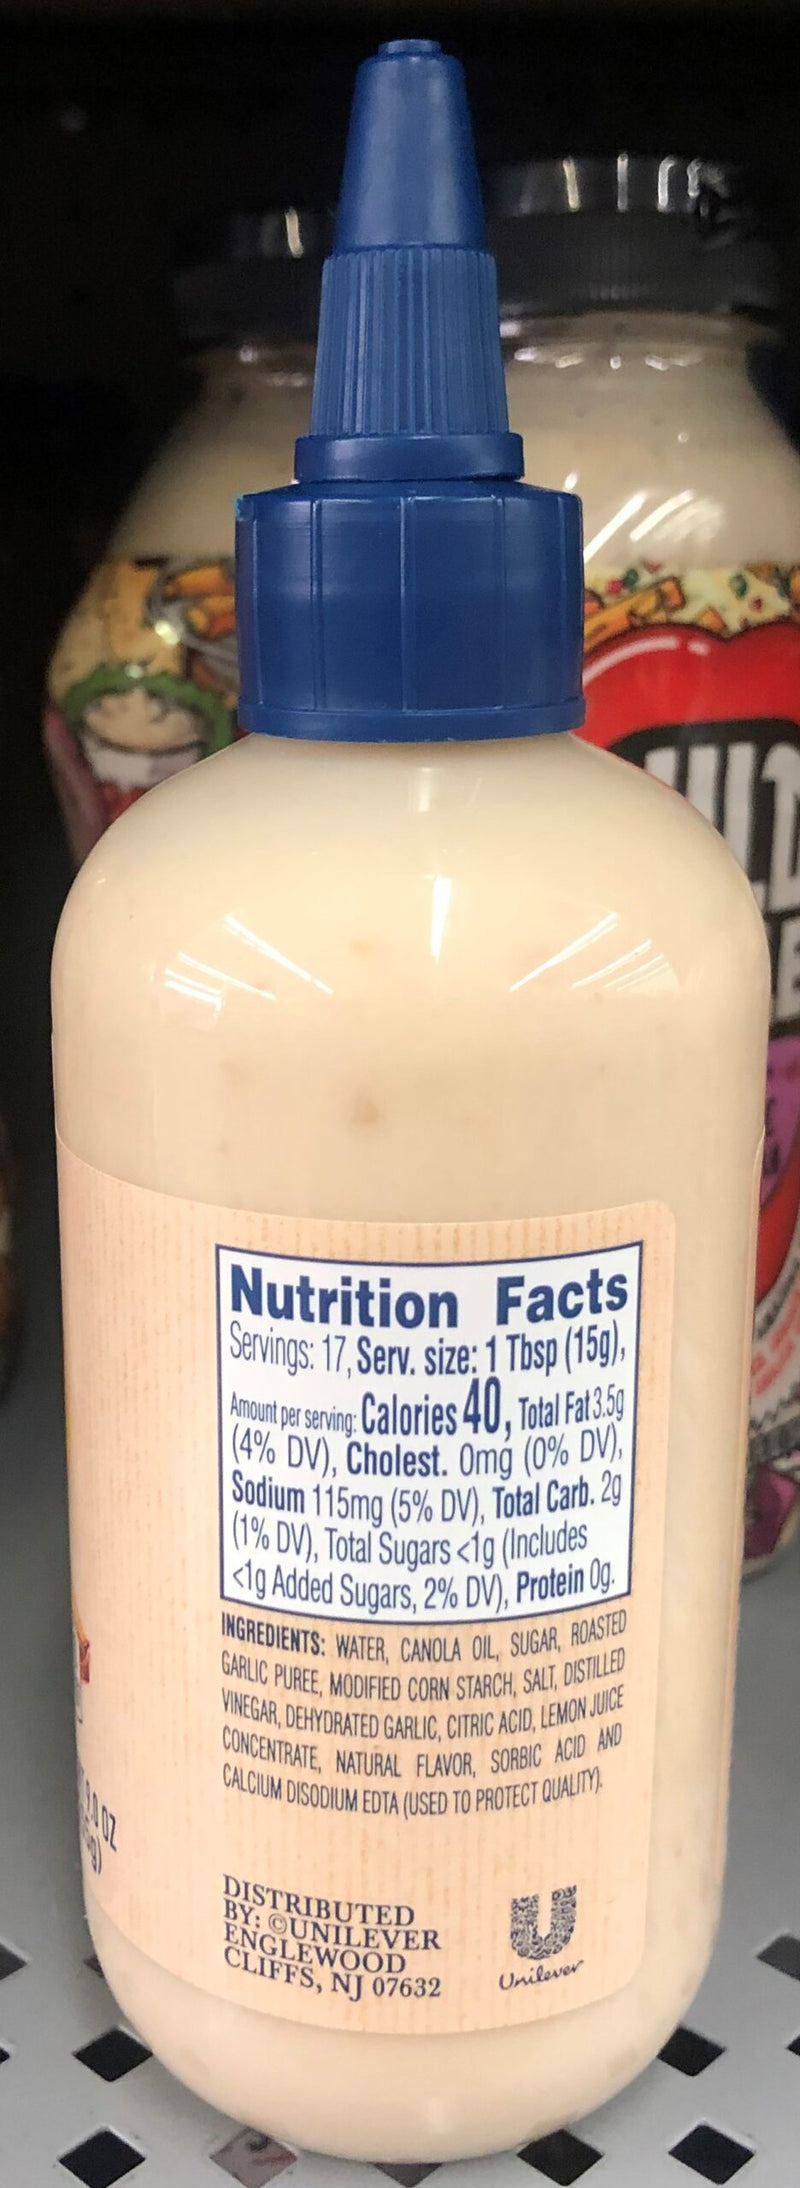 Nutrition Facts
Servings: 17, Serv. size: 1 Tbsp (15g),
Amount per serving: Calories 40, Total Fat 3.5g
(4% DV), Cholest. 0mg (0% DV),
Sodium 115mg (5% DV), Total Carb. 2g
(1% DV), Total Sugars <1g (Includes
<1g Added Sugars, 2% DV), Protein 0g.
INGREDIENTS: WATER, CANOLA OIL, SUGAR, ROASTED
GARLIC PUREE, MODIFIED CORN STARCH, SALT, DISTILLED
VINEGAR, DEHYDRATED GARLIC, CITRIC ACID, LEMON JUICE
CONCENTRATE, NATURAL FLAVOR, SORBIC ACID AND
CALCIUM DISODIUM EDTA (USED TO PROTECT QUALITY).
9.0 OZ
DISTRIBUTED
BY: ©UNILEVER
ENGLEWOOD
CLIFFS, NJ 07632
U
Unilever